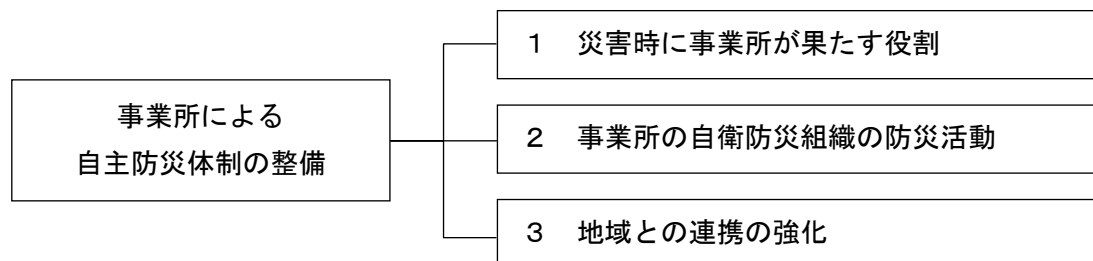 事業所による
自主防災体制の整備
１　災害時に事業所が果たす役割
２　事業所の自衛防災組織の防災活動
３　地域との連携の強化